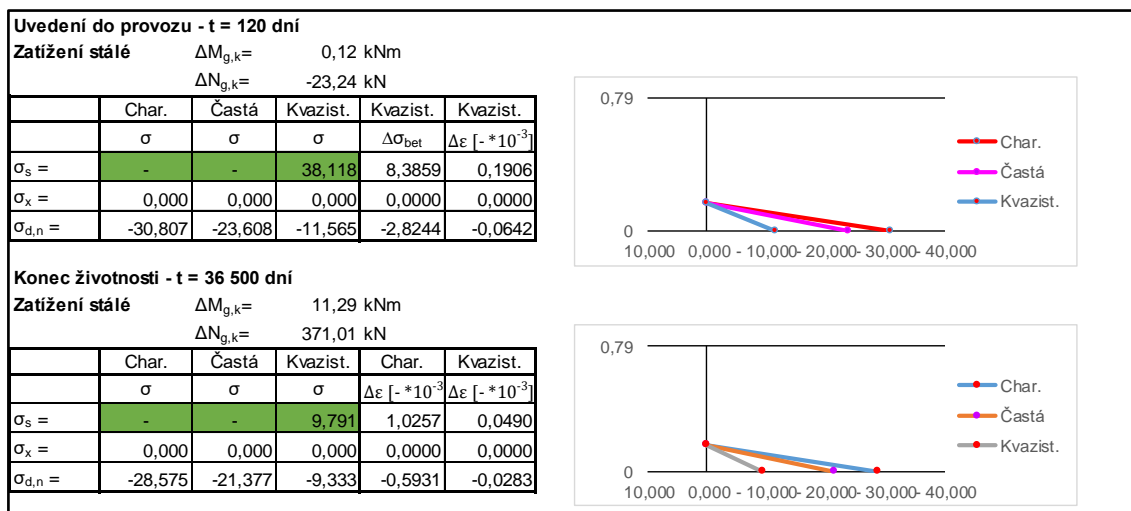 Uvedení do provozu - t = 120 dní
Zatížení stálé ΔMg,k= 0,12 kNm
ΔNg,k= -23,24 kN
Char. Častá Kvazist. Kvazist. Kvazist.
σ σ σ Δσbet Δε [- *10-3]
σs = - - 38,118 8,3859 0,1906
σx = 0,000 0,000 0,000 0,0000 0,0000
σd,n = -30,807 -23,608 -11,565 -2,8244 -0,0642
0,79
0
10,000 0,000 - 10,000 - 20,000 - 30,000 - 40,000
Char.
Častá
Kvazist.
Konec životnosti - t = 36 500 dní
Zatížení stálé ΔMg,k= 11,29 kNm
ΔNg,k= 371,01 kN
Char. Častá Kvazist. Char. Kvazist.
σ σ σ Δε [- *10-3 Δε [- *10-3]
σs = - - 9,791 1,0257 0,0490
σx = 0,000 0,000 0,000 0,0000 0,0000
σd,n = -28,575 -21,377 -9,333 -0,5931 -0,0283
0,79
0
10,000 0,000 - 10,000 - 20,000 - 30,000 - 40,000
Char.
Častá
Kvazist.